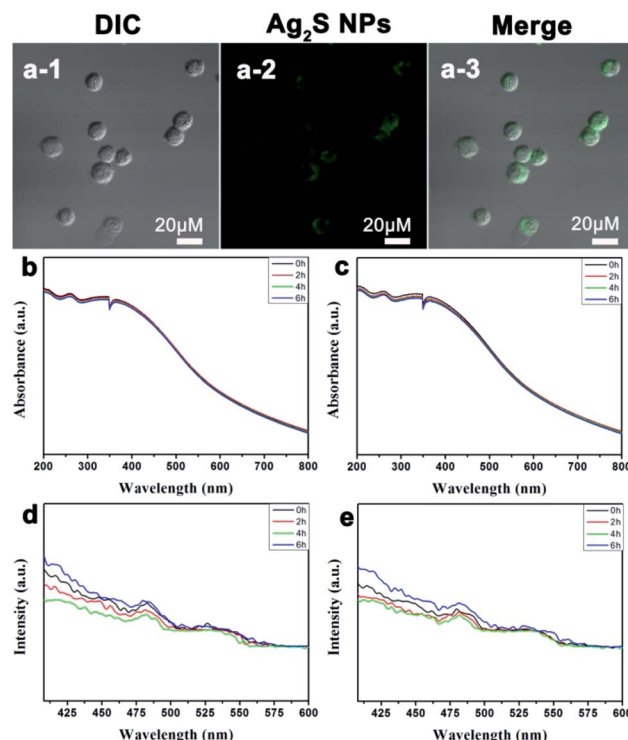 DIC
Ag₂S NPs
Merge
a-1
a-2
a-3
20μM
20μM
20μM
b
0h
2h
4h
6h
Absorbance (a.u.)
200 300 400 500 600 700 800
Wavelength (nm)
c
0h
2h
4h
6h
Absorbance (a.u.)
200 300 400 500 600 700 800
Wavelength (nm)
d
0h
2h
4h
6h
Intensity (a.u.)
425 450 475 500 525 550 575 600
Wavelength (nm)
e
0h
2h
4h
6h
Intensity (a.u.)
425 450 475 500 525 550 575 600
Wavelength (nm)